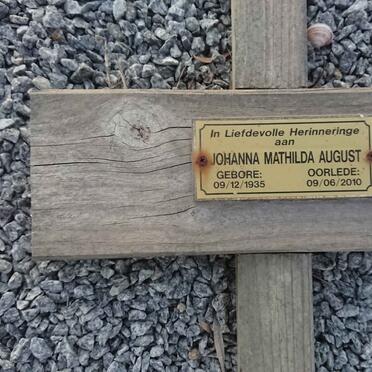 In Liefdevolle Herinneringe
aan
JOHANNA MATHILDA AUGUST
GEBORE: OORLEDE:
09/12/1935 09/06/2010